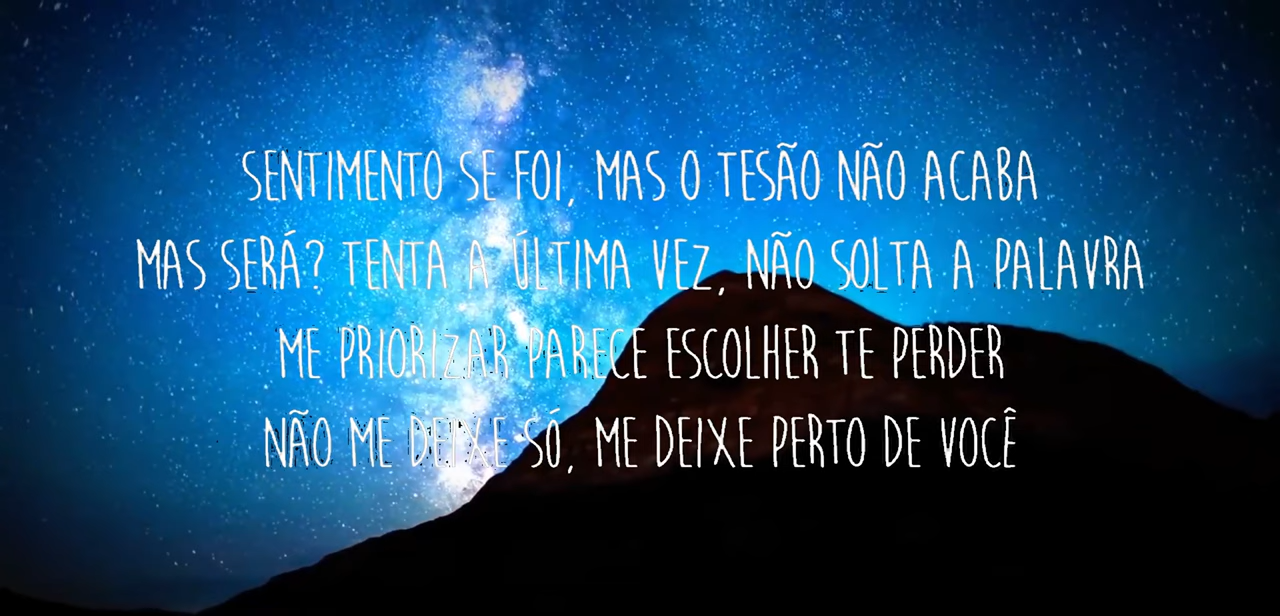 SENTIMENTO SE FOI, MAS O TESÃO NÃO ACABA
MAS SERÁ? TENTA A ÚLTIMA VEZ, NÃO SOLTA A PALAVRA
ME PRIORIZAR PARECE ESCOLHER TE PERDER
NÃO ME DEIXE SÓ, ME DEIXE PERTO DE VOCÊ